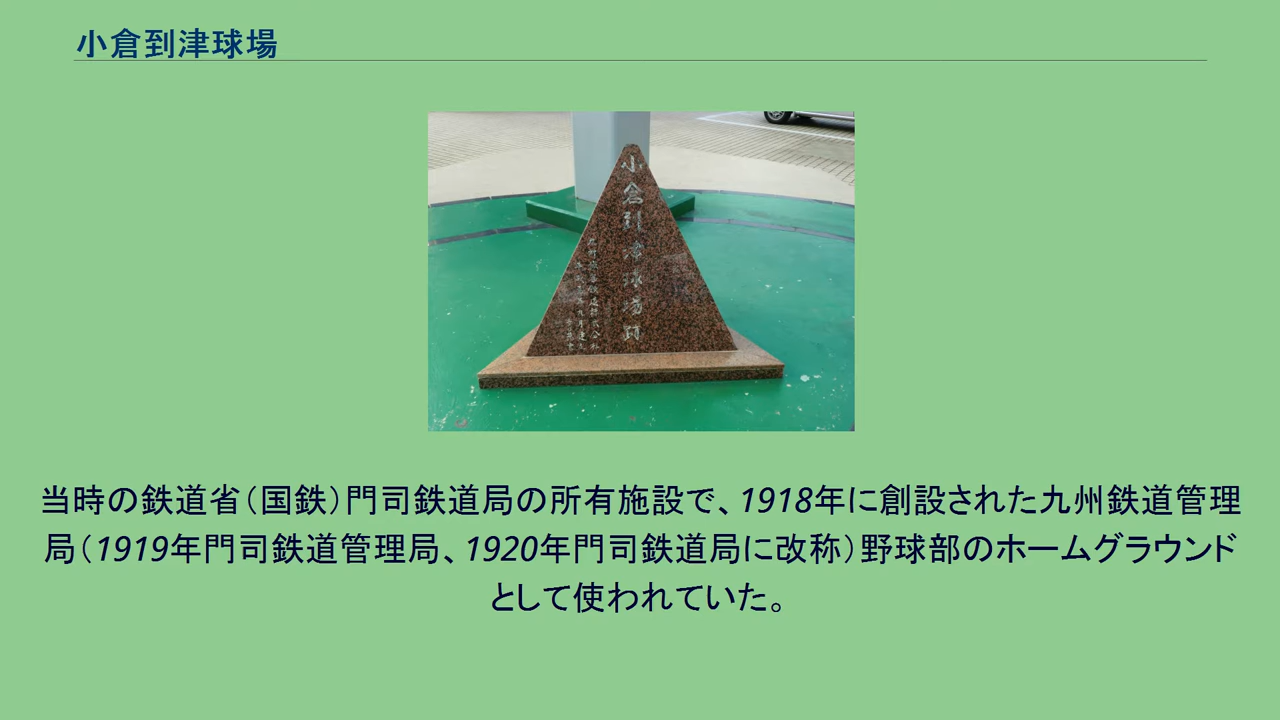 小倉到津球場
小倉到津球場跡
当時の鉄道省（国鉄）門司鉄道局の所有施設で、1918年に創設された九州鉄道管理
局（1919年門司鉄道管理局、1920年門司鉄道局に改称）野球部のホームグラウンド
として使われていた。